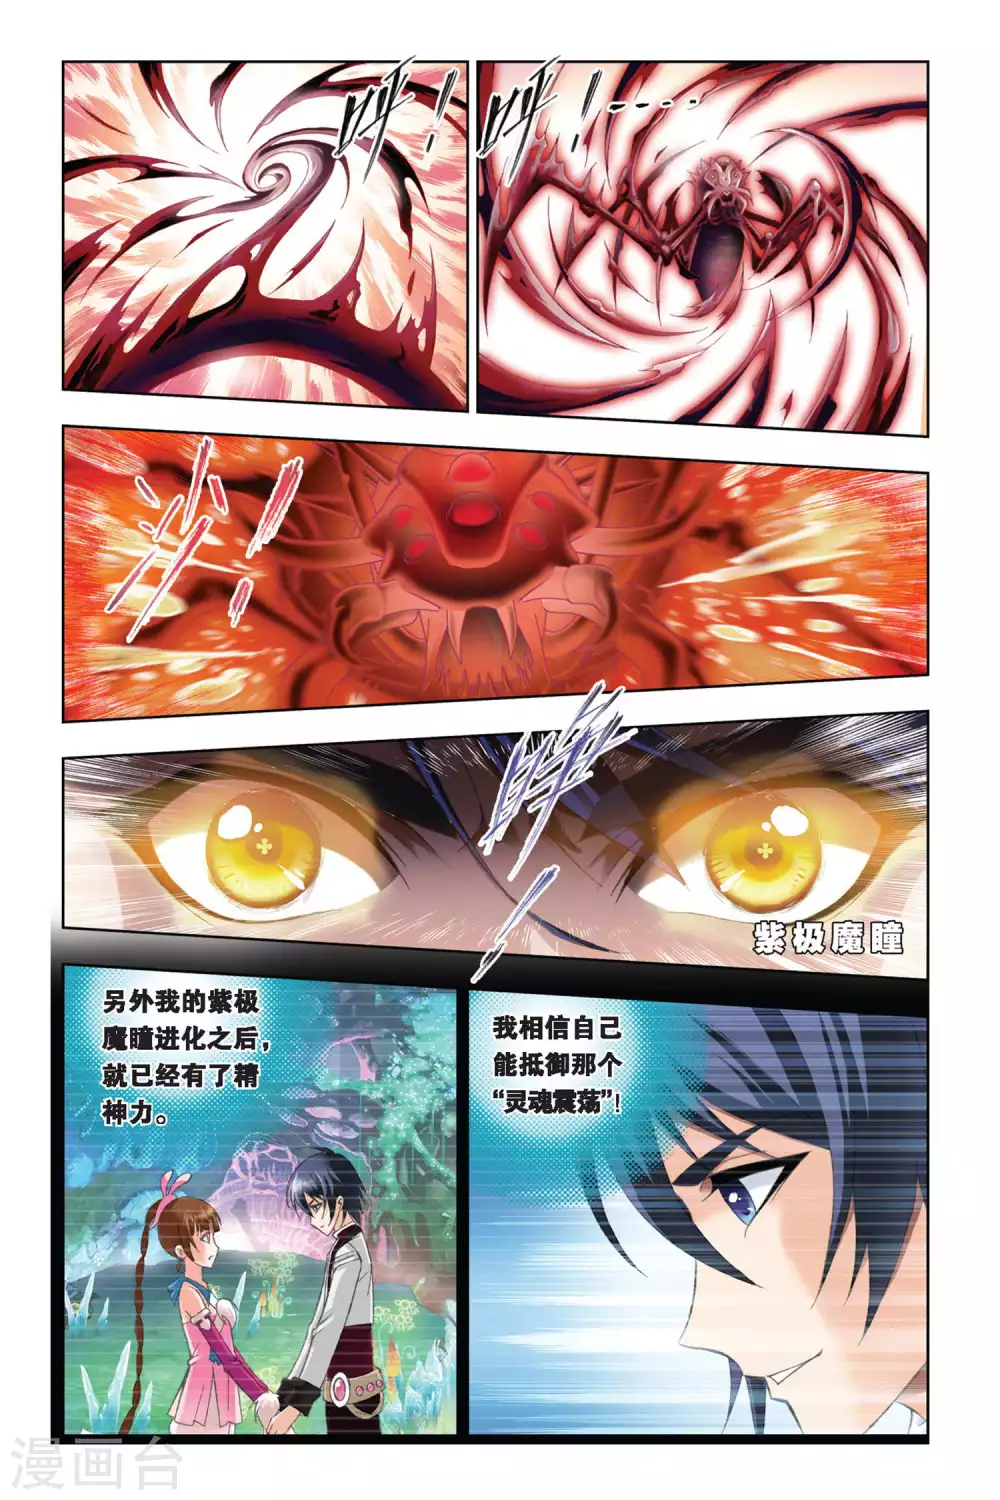 呼！
呼！……
沙！
睁
紫极魔瞳
另外我的紫极
魔瞳进化之后，
就已经有了精
神力。
我相信自己
能抵御那个
“灵魂震荡”！
漫画台